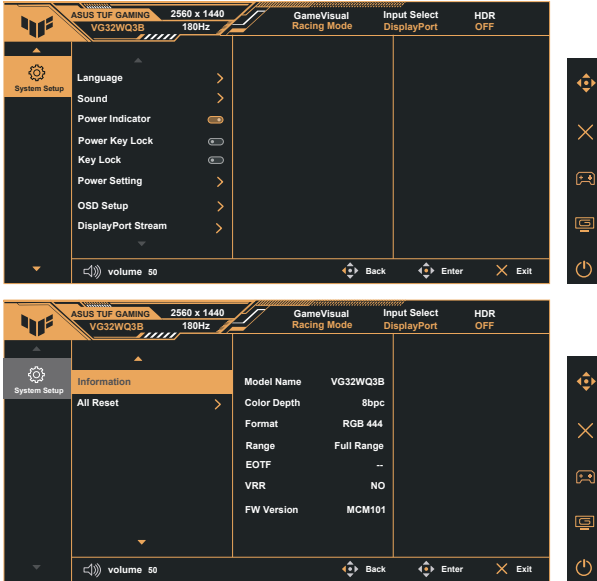 ASUS TUF GAMING 2560 x 1440 GameVisual Input Select HDR
VG32WQ3B 180Hz Racing Mode DisplayPort OFF
System Setup
Language
Sound
Power Indicator
Power Key Lock
Key Lock
Power Setting
OSD Setup
DisplayPort Stream
volume 50 Back Enter Exit
ASUS TUF GAMING 2560 x 1440 GameVisual Input Select HDR
VG32WQ3B 180Hz Racing Mode DisplayPort OFF
System Setup
Information Model Name VG32WQ3B
All Reset Color Depth 8bpc
Format RGB 444
Range Full Range
EOTF --
VRR NO
FW Version MCM101
volume 50 Back Enter Exit